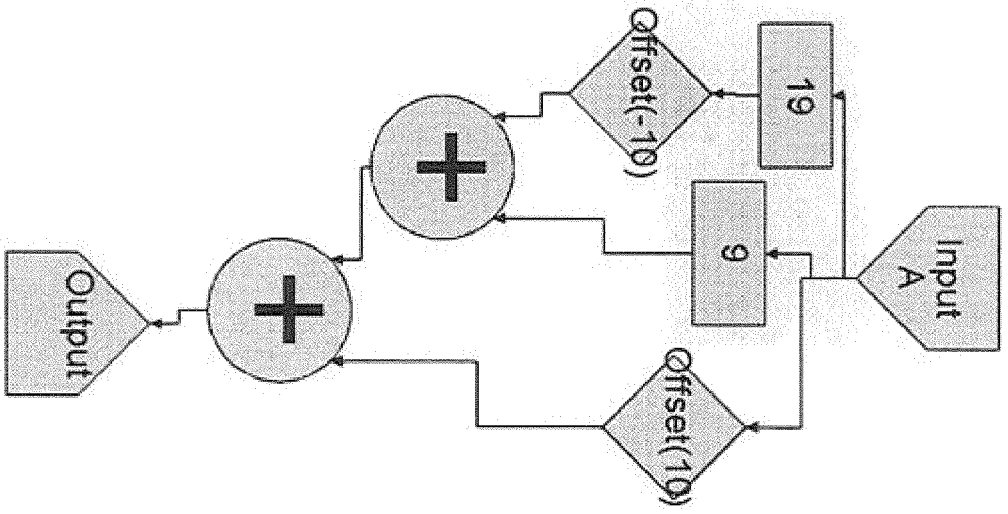 Input
A
19
9
Offset(-10)
Offset(10)
+
+
Output